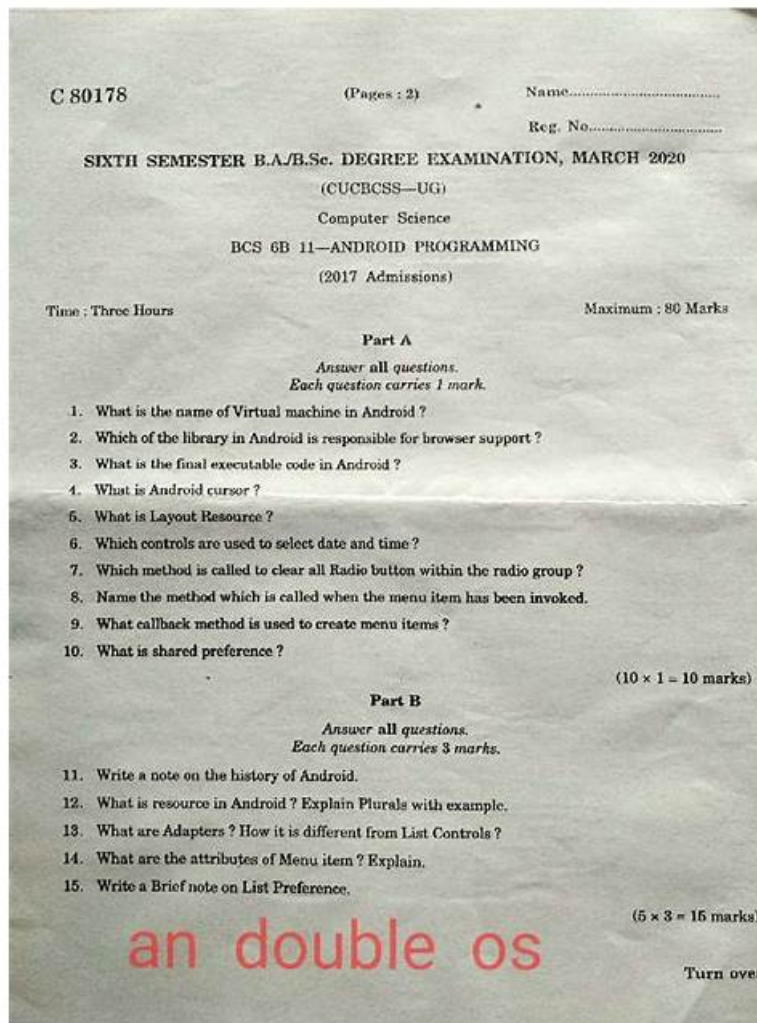 C 80178
(Pages : 2)
Name....................................
Reg. No................................
SIXTH SEMESTER B.A./B.Sc. DEGREE EXAMINATION, MARCH 2020
(CUCBCSS—UG)
Computer Science
BCS 6B 11—ANDROID PROGRAMMING
(2017 Admissions)
Time : Three Hours
Maximum : 80 Marks
Part A
Answer all questions.
Each question carries 1 mark.
1. What is the name of Virtual machine in Android ?
2. Which of the library in Android is responsible for browser support ?
3. What is the final executable code in Android ?
4. What is Android cursor ?
5. What is Layout Resource ?
6. Which controls are used to select date and time ?
7. Which method is called to clear all Radio button within the radio group ?
8. Name the method which is called when the menu item has been invoked.
9. What callback method is used to create menu items ?
10. What is shared preference ?
(10 × 1 = 10 marks)
Part B
Answer all questions.
Each question carries 3 marks.
11. Write a note on the history of Android.
12. What is resource in Android ? Explain Plurals with example.
13. What are Adapters ? How it is different from List Controls ?
14. What are the attributes of Menu item ? Explain.
15. Write a Brief note on List Preference.
(5 × 3 = 15 marks)
an double os
Turn over